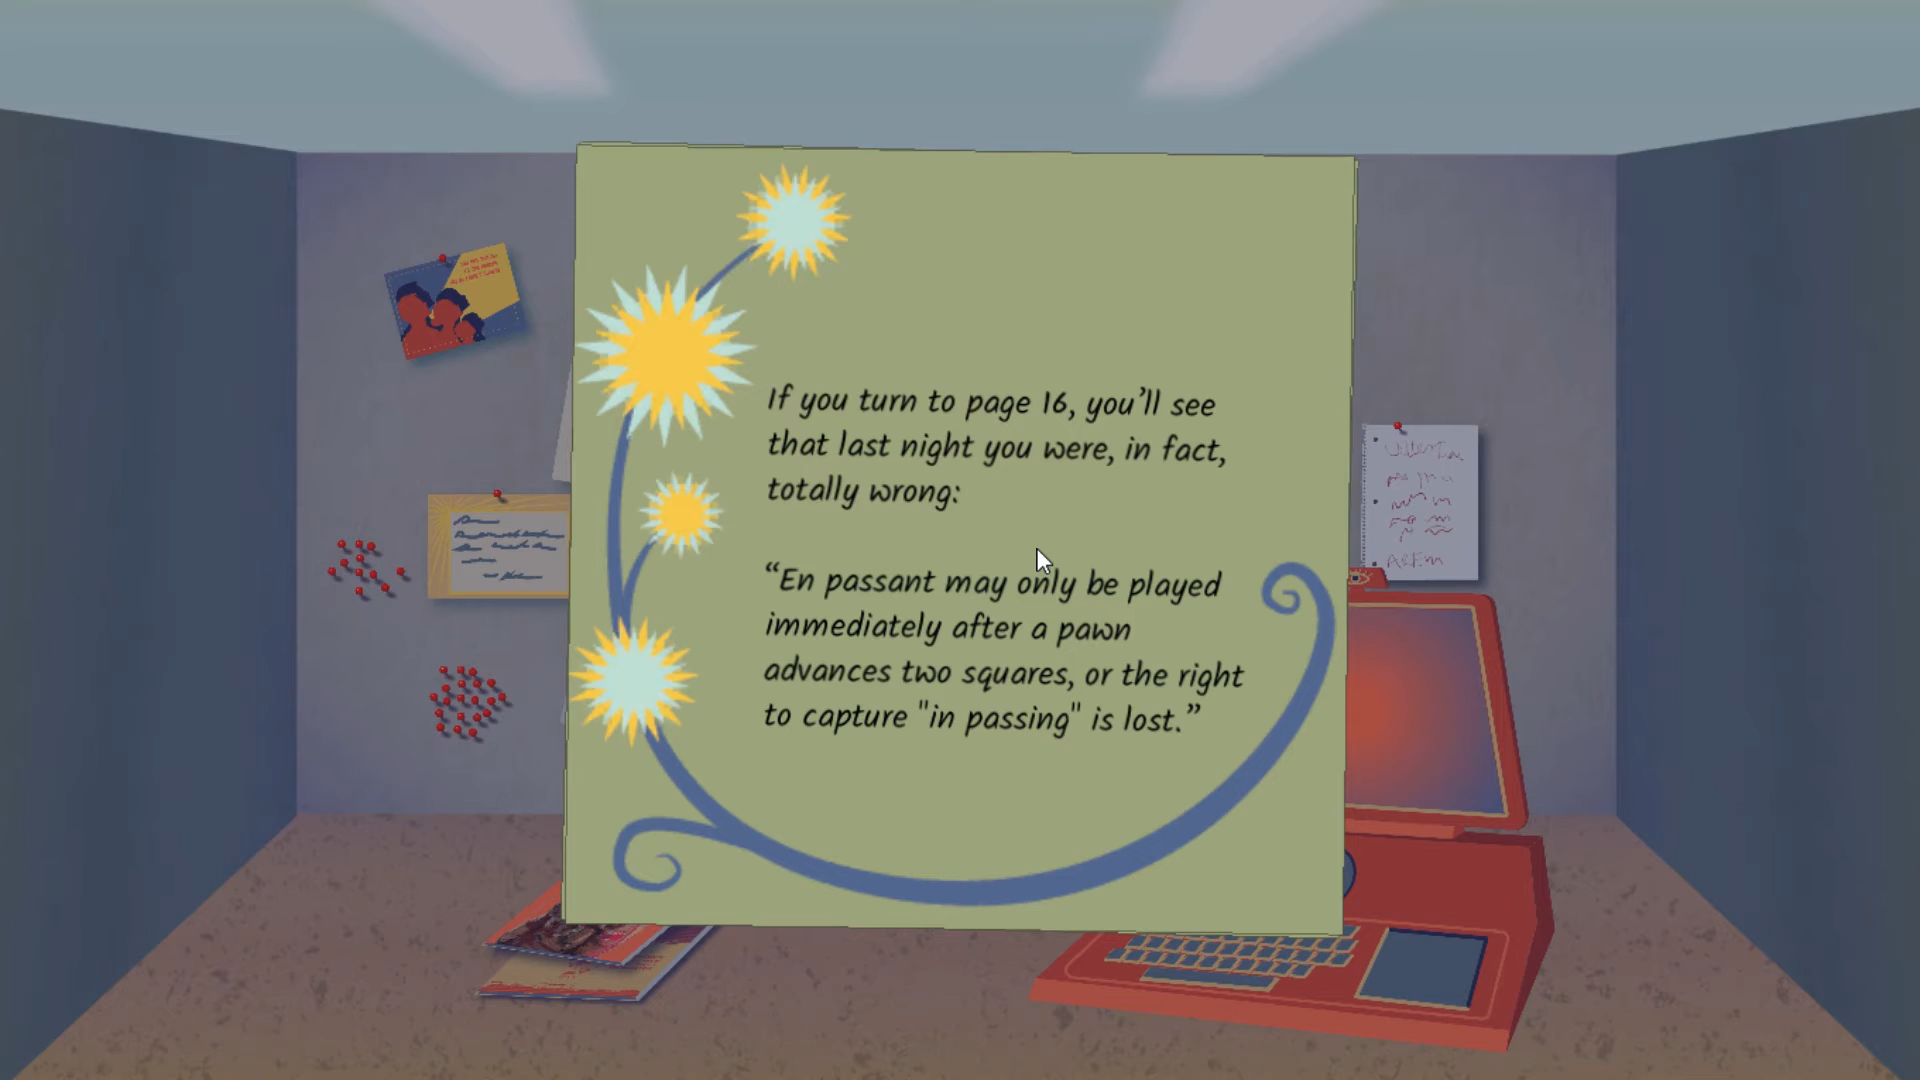 If you turn to page 16, you’ll see
that last night you were, in fact,
totally wrong:
“En passant may only be played
immediately after a pawn
advances two squares, or the right
to capture "in passing" is lost.”